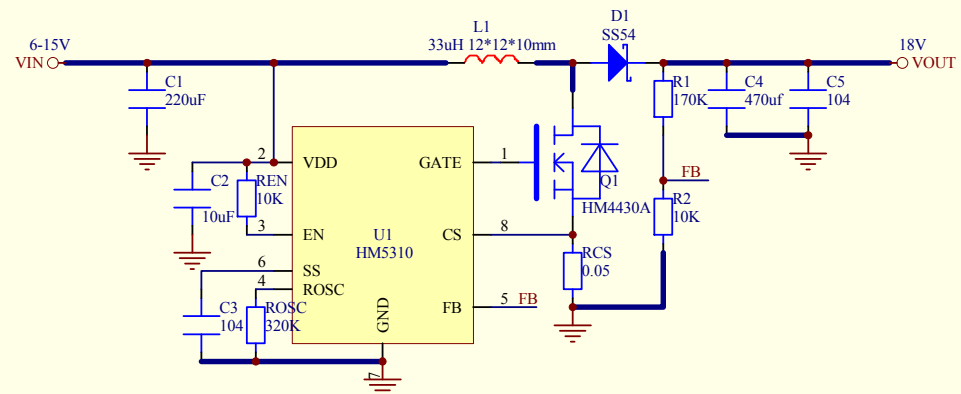 6-15V
VIN
C1
220uF
L1
33uH 12*12*10mm
D1
SS54
18V
VOUT
R1
170K
C4
470uf
C5
104
2
VDD
GATE
1
C2
10uF
REN
10K
3
EN
U1
HM5310
CS
8
Q1
HM4430A
FB
R2
10K
RCS
0.05
6
SS
4
ROSC
C3
104
ROSC
320K
GND
FB
5
FB
7